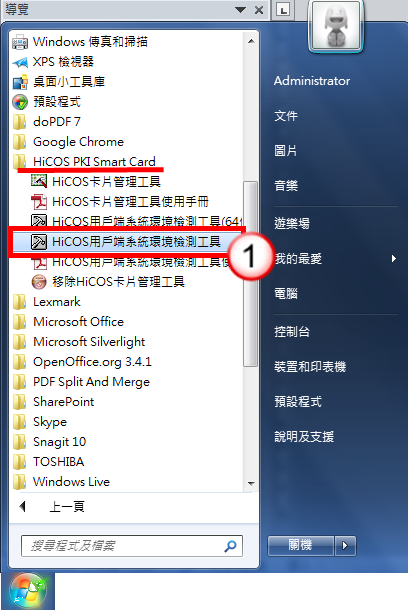 導覽
Windows 傳真和掃描
XPS 檢視器
桌面小工具庫
預設程式
doPDF 7
Google Chrome
HiCOS PKI Smart Card
HiCOS卡片管理工具
HiCOS卡片管理工具使用手冊
HiCOS用戶端系統環境檢測工具(64位
HiCOS用戶端系統環境檢測工具
1
HiCOS用戶端系統環境檢測工具使
移除HiCOS卡片管理工具
Lexmark
Microsoft Office
Microsoft Silverlight
OpenOffice.org 3.4.1
PDF Split And Merge
SharePoint
Skype
Snagit 10
TOSHIBA
Windows Live
上一頁
搜尋程式及檔案
Administrator
文件
圖片
音樂
遊樂場
我的最愛
電腦
控制台
裝置和印表機
預設程式
說明及支援
關機